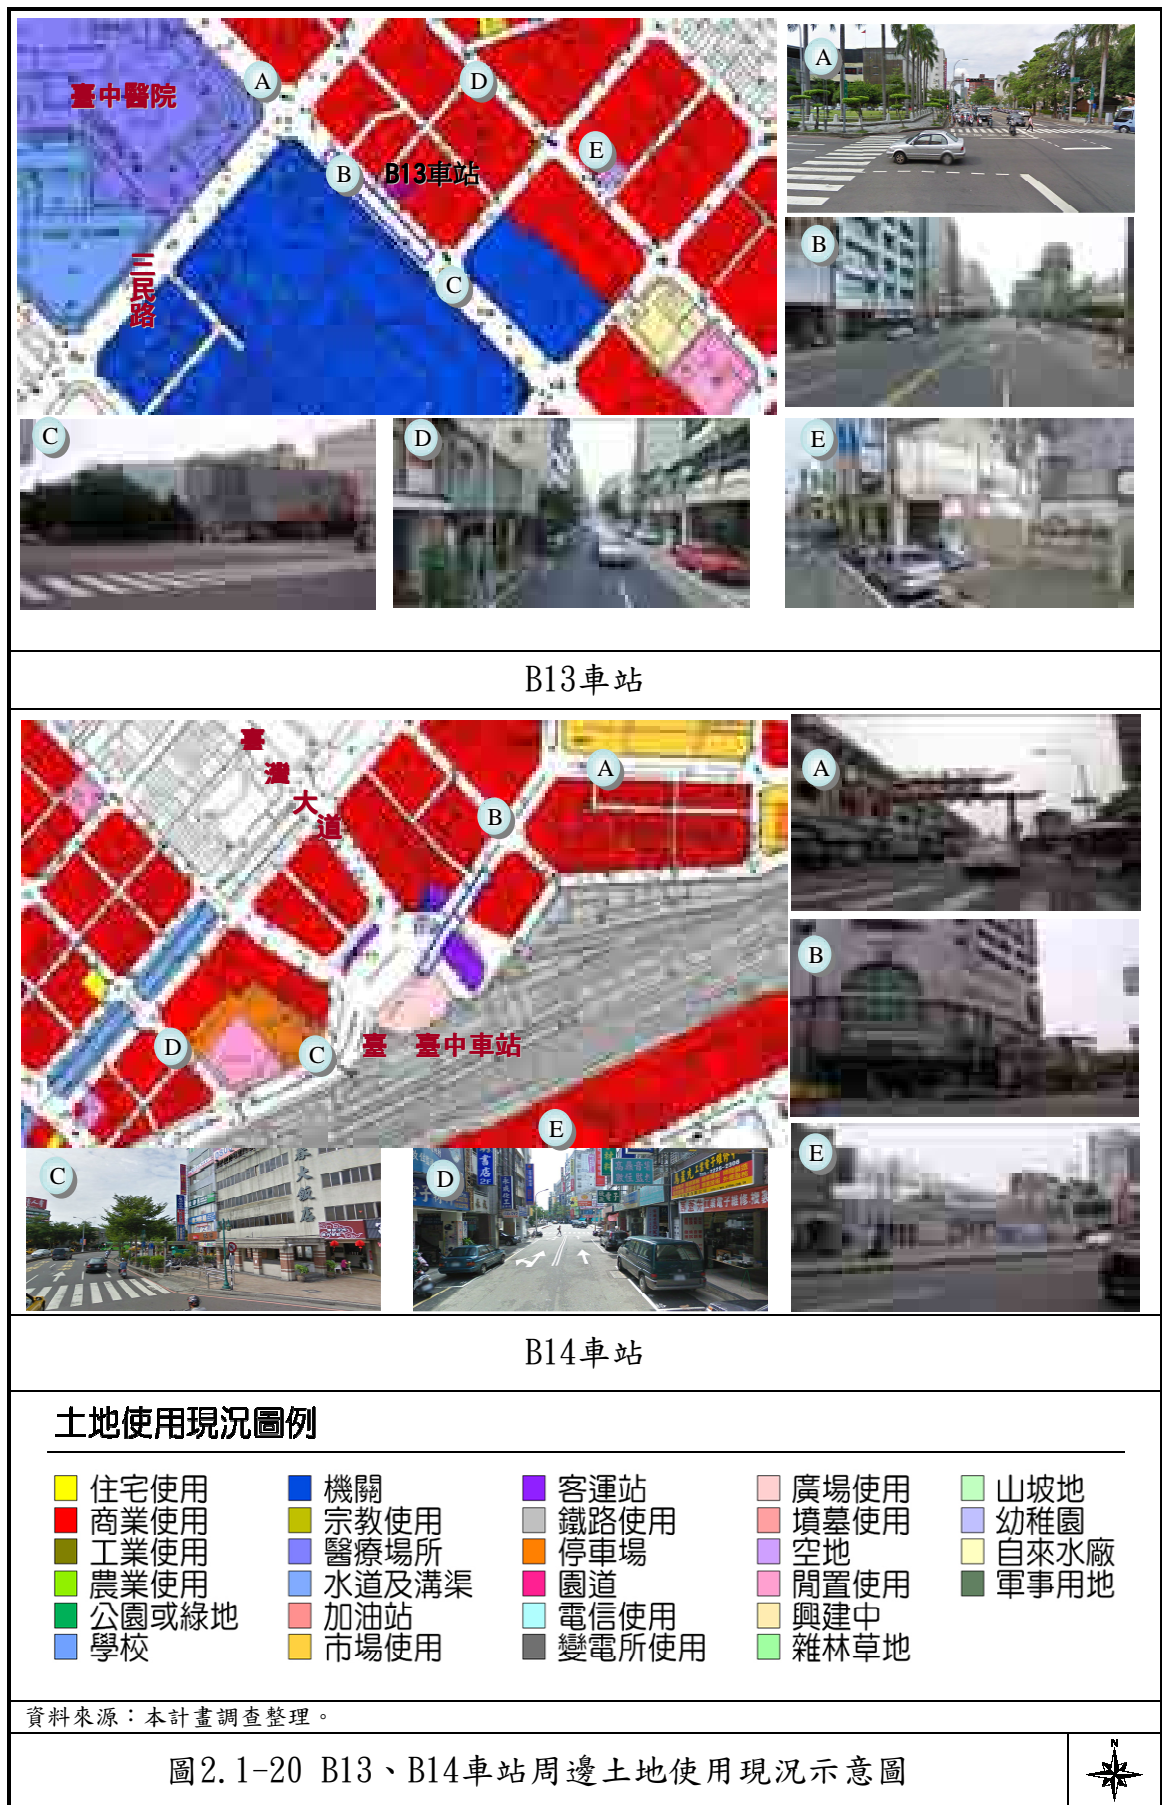 A
D
臺中醫院
B
B13車站
E
C
三民路
A
B
C
D
E
B13車站
臺灣大道
A
B
D
C
臺 臺中車站
E
A
B
E
C
大飯店
D
書店
2F
B14車站
土地使用現況圖例
住宅使用 機關 客運站 廣場使用 山坡地
商業使用 宗教使用 鐵路使用 墳墓使用 幼稚園
工業使用 醫療場所 停車場 空地 自來水廠
農業使用 水道及溝渠 園道 閒置使用 軍事用地
公園或綠地 加油站 電信使用 興建中
學校 市場使用 變電所使用 雜林草地
資料來源：本計畫調查整理。
圖2.1-20 B13、B14車站周邊土地使用現況示意圖
N